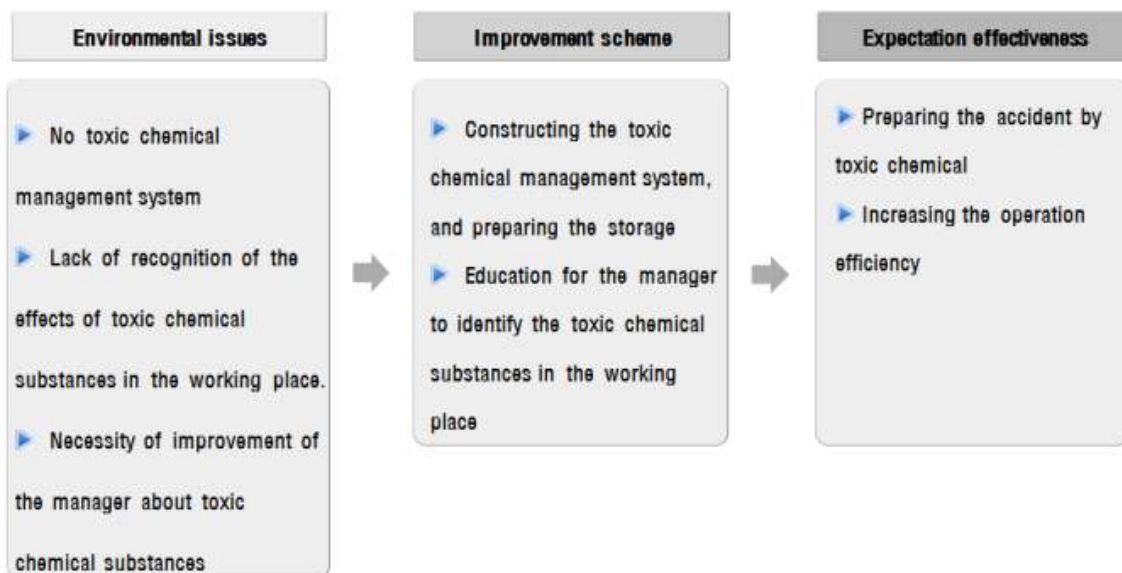 Environmental issues
No toxic chemical
management system
Lack of recognition of the
effects of toxic chemical
substances in the working place.
Necessity of improvement of
the manager about toxic
chemical substances
Improvement scheme
Constructing the toxic
chemical management system,
and preparing the storage
Education for the manager
to identify the toxic chemical
substances in the working
place
Expectation effectiveness
Preparing the accident by
toxic chemical
Increasing the operation
efficiency